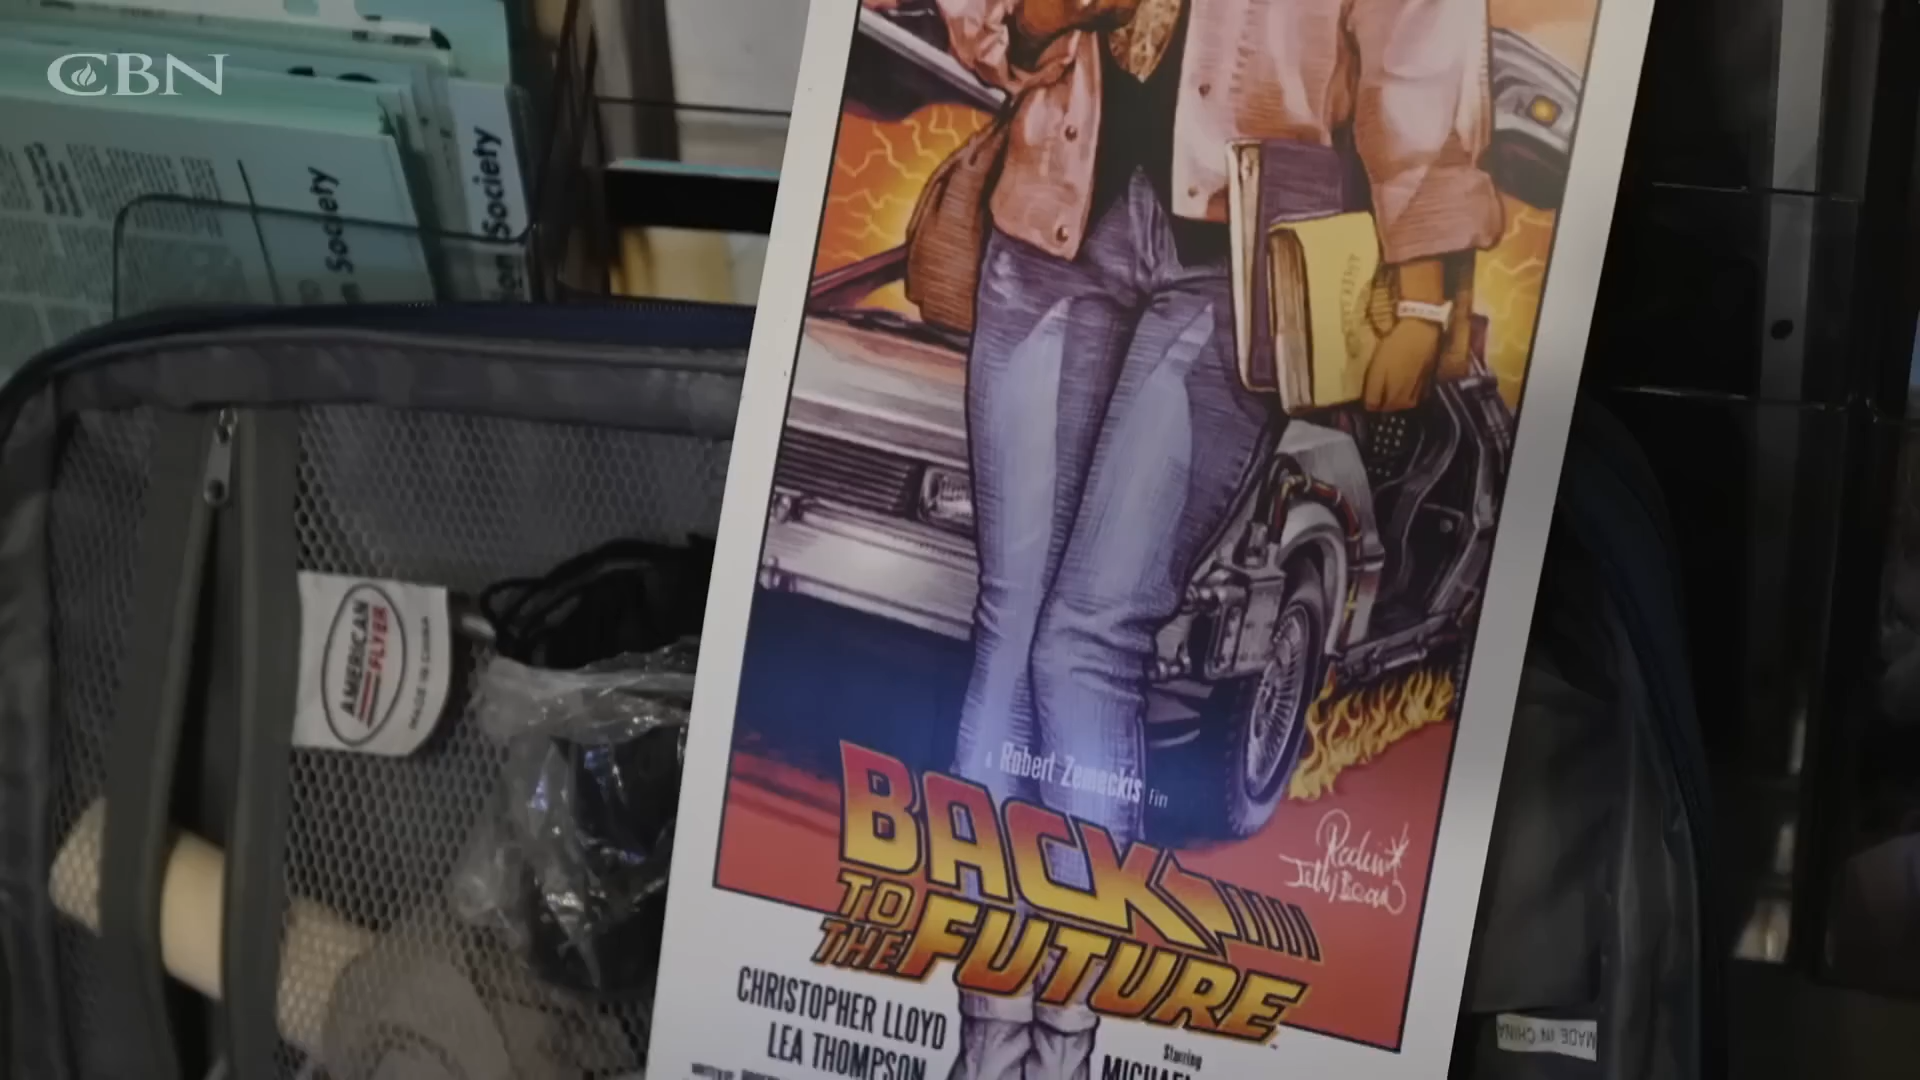 CBN
Society
Society
AMERICAN
FLYER
MADE IN CHINA
A Robert Zemeckis Film
BACK
TO
THE FUTURE
CHRISTOPHER LLOYD
LEA THOMPSON
Starring
MADE IN CHINA